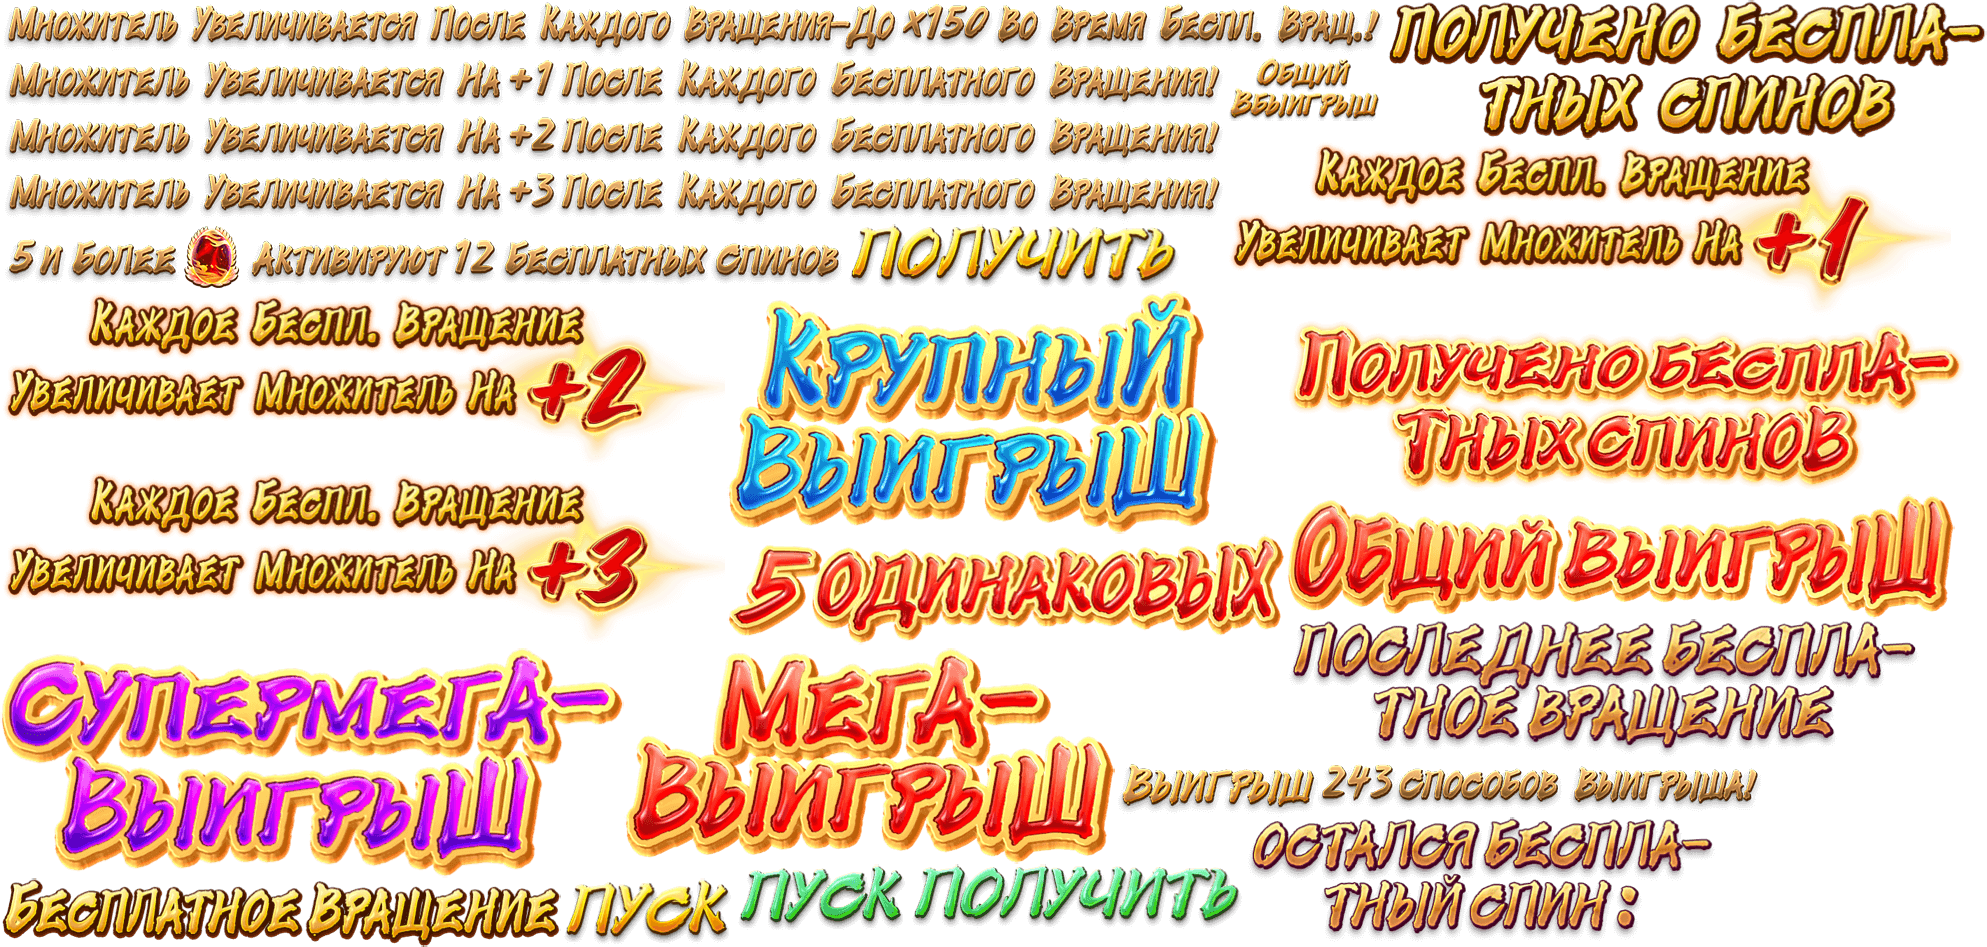 Множитель Увеличивается После Каждого Вращения-До x150 Во Время Беспл. Вращ.!
Множитель Увеличивается На +1 После Каждого Бесплатного Вращения!
Общий
Вбыигрыш
ПОЛУЧЕНО БЕСПЛА-
ТНЫХ СПИНОВ
Множитель Увеличивается На +2 После Каждого Бесплатного Вращения!
Множитель Увеличивается На +3 После Каждого Бесплатного Вращения!
Каждое Беспл. Вращение
Увеличивает Множитель На +1
5 и Более Активируют 12 Бесплатных спинов
ПОЛУЧИТЬ
Каждое Беспл. Вращение
Увеличивает Множитель На +2
Крупный
Выигрыш
Получено беспла-
тных спинов
Каждое Беспл. Вращение
Увеличивает Множитель На +3
5 одинаковых
Общий выигрыш
ПОСЛЕДНЕЕ БЕСПЛА-
ТНОЕ ВРАЩЕНИЕ
Супермега-
Выигрыш
Мега-
Выигрыш
Выигрыш 243 способов выигрыша!
ОСТАЛСЯ БЕСПЛА-
ТНЫЙ СПИН :
Бесплатное Вращение
ПУСК
ПУСК
ПОЛУЧИТЬ